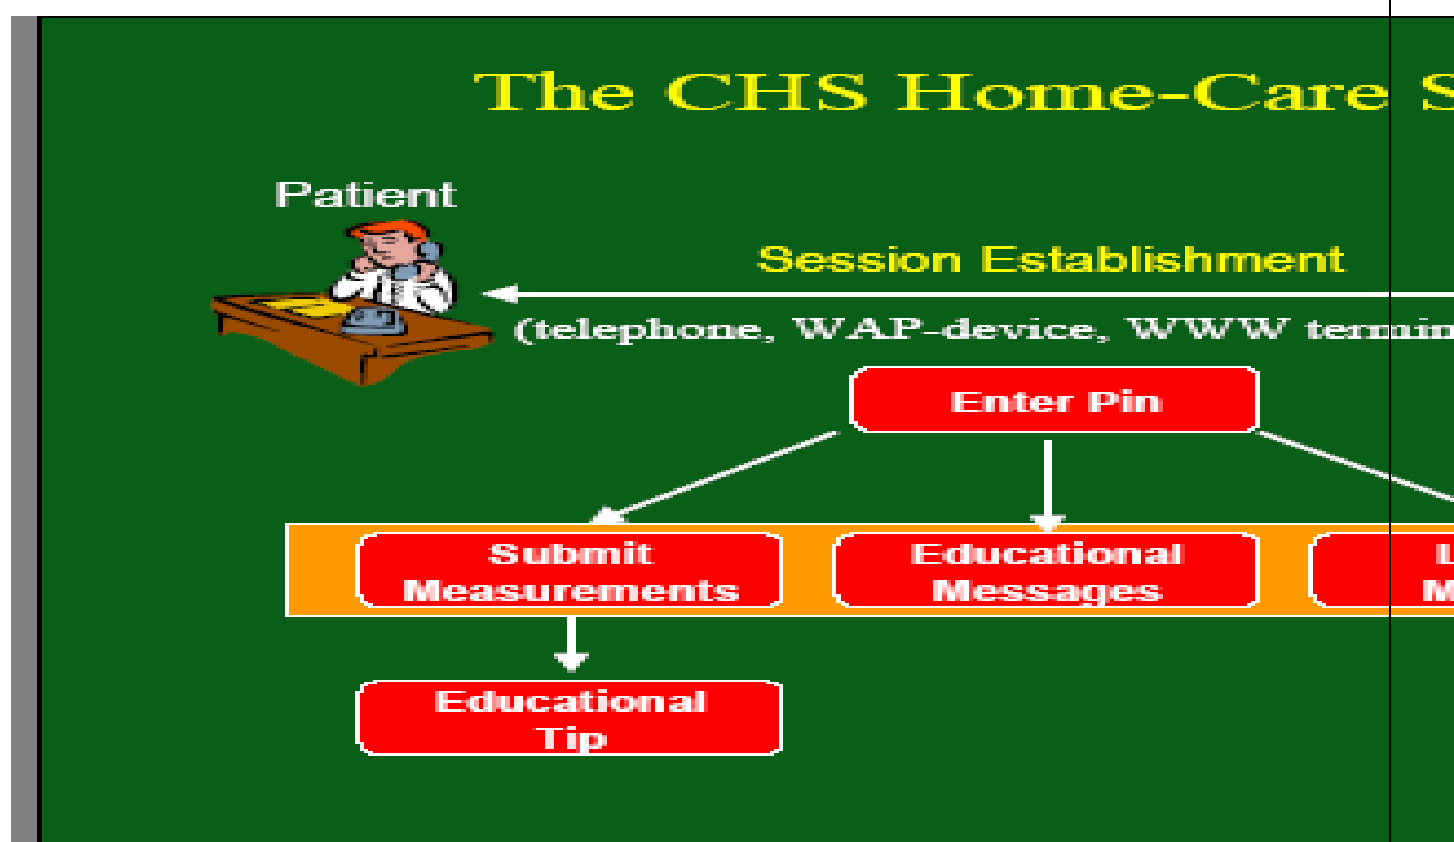 The CHS Home-Care S
Patient
Session Establishment
(telephone, WAP-device, WWW termin
Enter Pin
Submit
Measurements
Educational
Messages
L
M
Educational
Tip